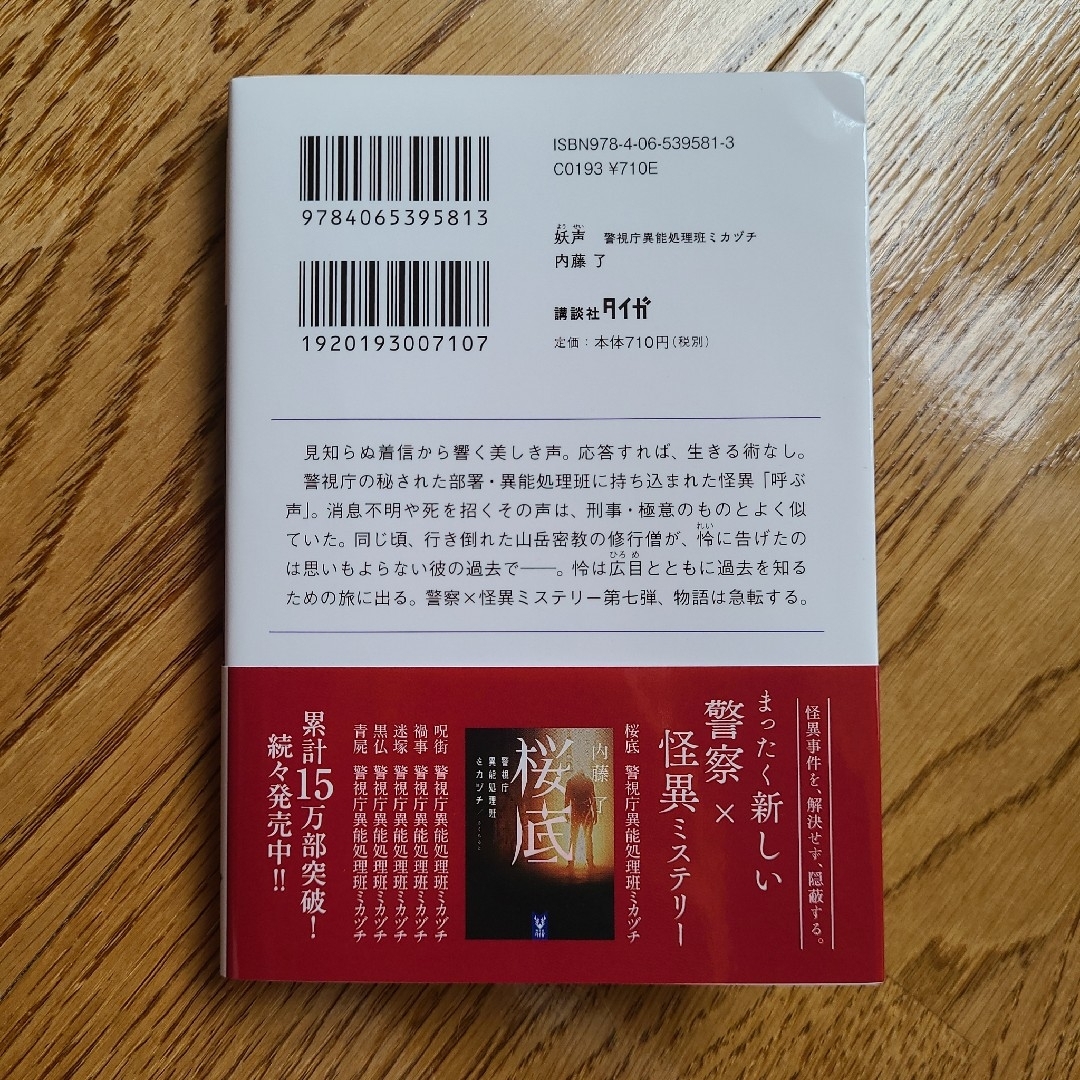 ISBN978-4-06-539581-3
C0193 ¥710E
9784065395813
1920193007107
よう せい
妖声 警視庁異能処理班ミカヅチ
内藤 了
講談社タイガ
定価：本体710円（税別）
見知らぬ着信から響く美しき声。応答すれば、生きる術なし。
警視庁の秘された部署・異能処理班に持ち込まれた怪異「呼ぶ
声」。消息不明や死を招くその声は、刑事・極意のものとよく似
れい
ていた。同じ頃、行き倒れた山岳密教の修行僧が、怜に告げたの
ひろ め
は思いもよらない彼の過去で――。怜は広目とともに過去を知る
ための旅に出る。警察×怪異ミステリー第七弾、物語は急転する。
怪異事件を、解決せず、隠蔽する。
まったく新しい
警察×
怪異ミステリー
桜底 警視庁異能処理班ミカヅチ
内藤 了
桜底
警視庁
異能処理班
ミカヅチ
呪街 警視庁異能処理班ミカヅチ
禍事 警視庁異能処理班ミカヅチ
迷塚 警視庁異能処理班ミカヅチ
黒仏 警視庁異能処理班ミカヅチ
青屍 警視庁異能処理班ミカヅチ
累計15万部突破！
続々発売中!!